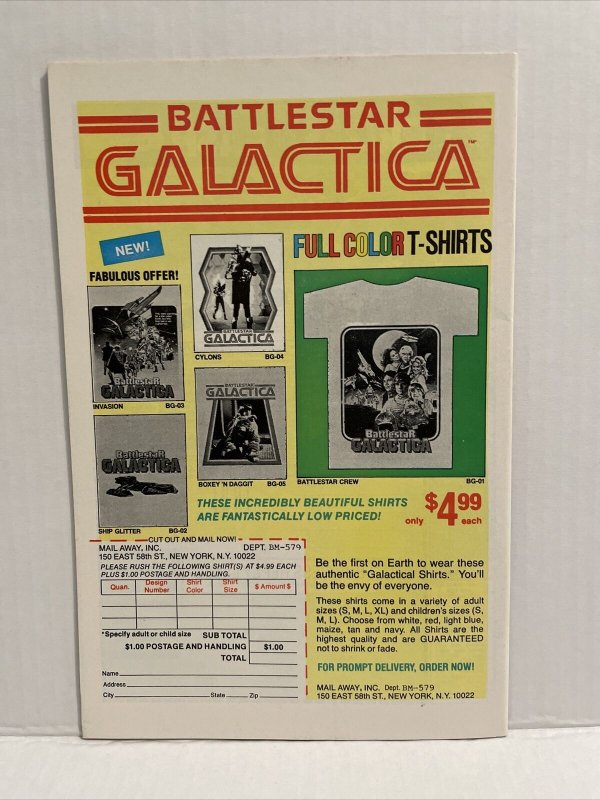 BATTLESTAR
GALACTICA™
NEW!
FABULOUS OFFER!
FULL COLOR T-SHIRTS
BATTLESTAR
GALACTICA
CYLONS BG-04
BattlestaR
GALACTICA
INVASION BG-03
BATTLESTAR
GALACTICA
BOXEY 'N DAGGIT BG-05
BattlestaR
GALACTICA
SHIP GLITTER BG-02
BattlestaR
GALACTICA
BATTLESTAR CREW BG-01
THESE INCREDIBLY BEAUTIFUL SHIRTS
ARE FANTASTICALLY LOW PRICED!
only $4.99 each
CUT OUT AND MAIL NOW!
MAIL AWAY, INC. DEPT. BM-579
150 EAST 58th ST., NEW YORK, N.Y. 10022
PLEASE RUSH THE FOLLOWING SHIRT(S) AT $4.99 EACH
PLUS $1.00 POSTAGE AND HANDLING.
Quan. Design Number Shirt Color Shirt Size $ Amount $
*Specify adult or child size SUB TOTAL
$1.00 POSTAGE AND HANDLING $1.00
TOTAL
Name
Address
City State Zip
Be the first on Earth to wear these
authentic "Galactical Shirts." You'll
be the envy of everyone.
These shirts come in a variety of adult
sizes (S, M, L, XL) and children's sizes (S,
M, L). Choose from white, red, light blue,
maize, tan and navy. All Shirts are the
highest quality and are GUARANTEED
not to shrink or fade.
FOR PROMPT DELIVERY, ORDER NOW!
MAIL AWAY, INC. Dept. BM-579
150 EAST 58th ST., NEW YORK, N.Y. 10022